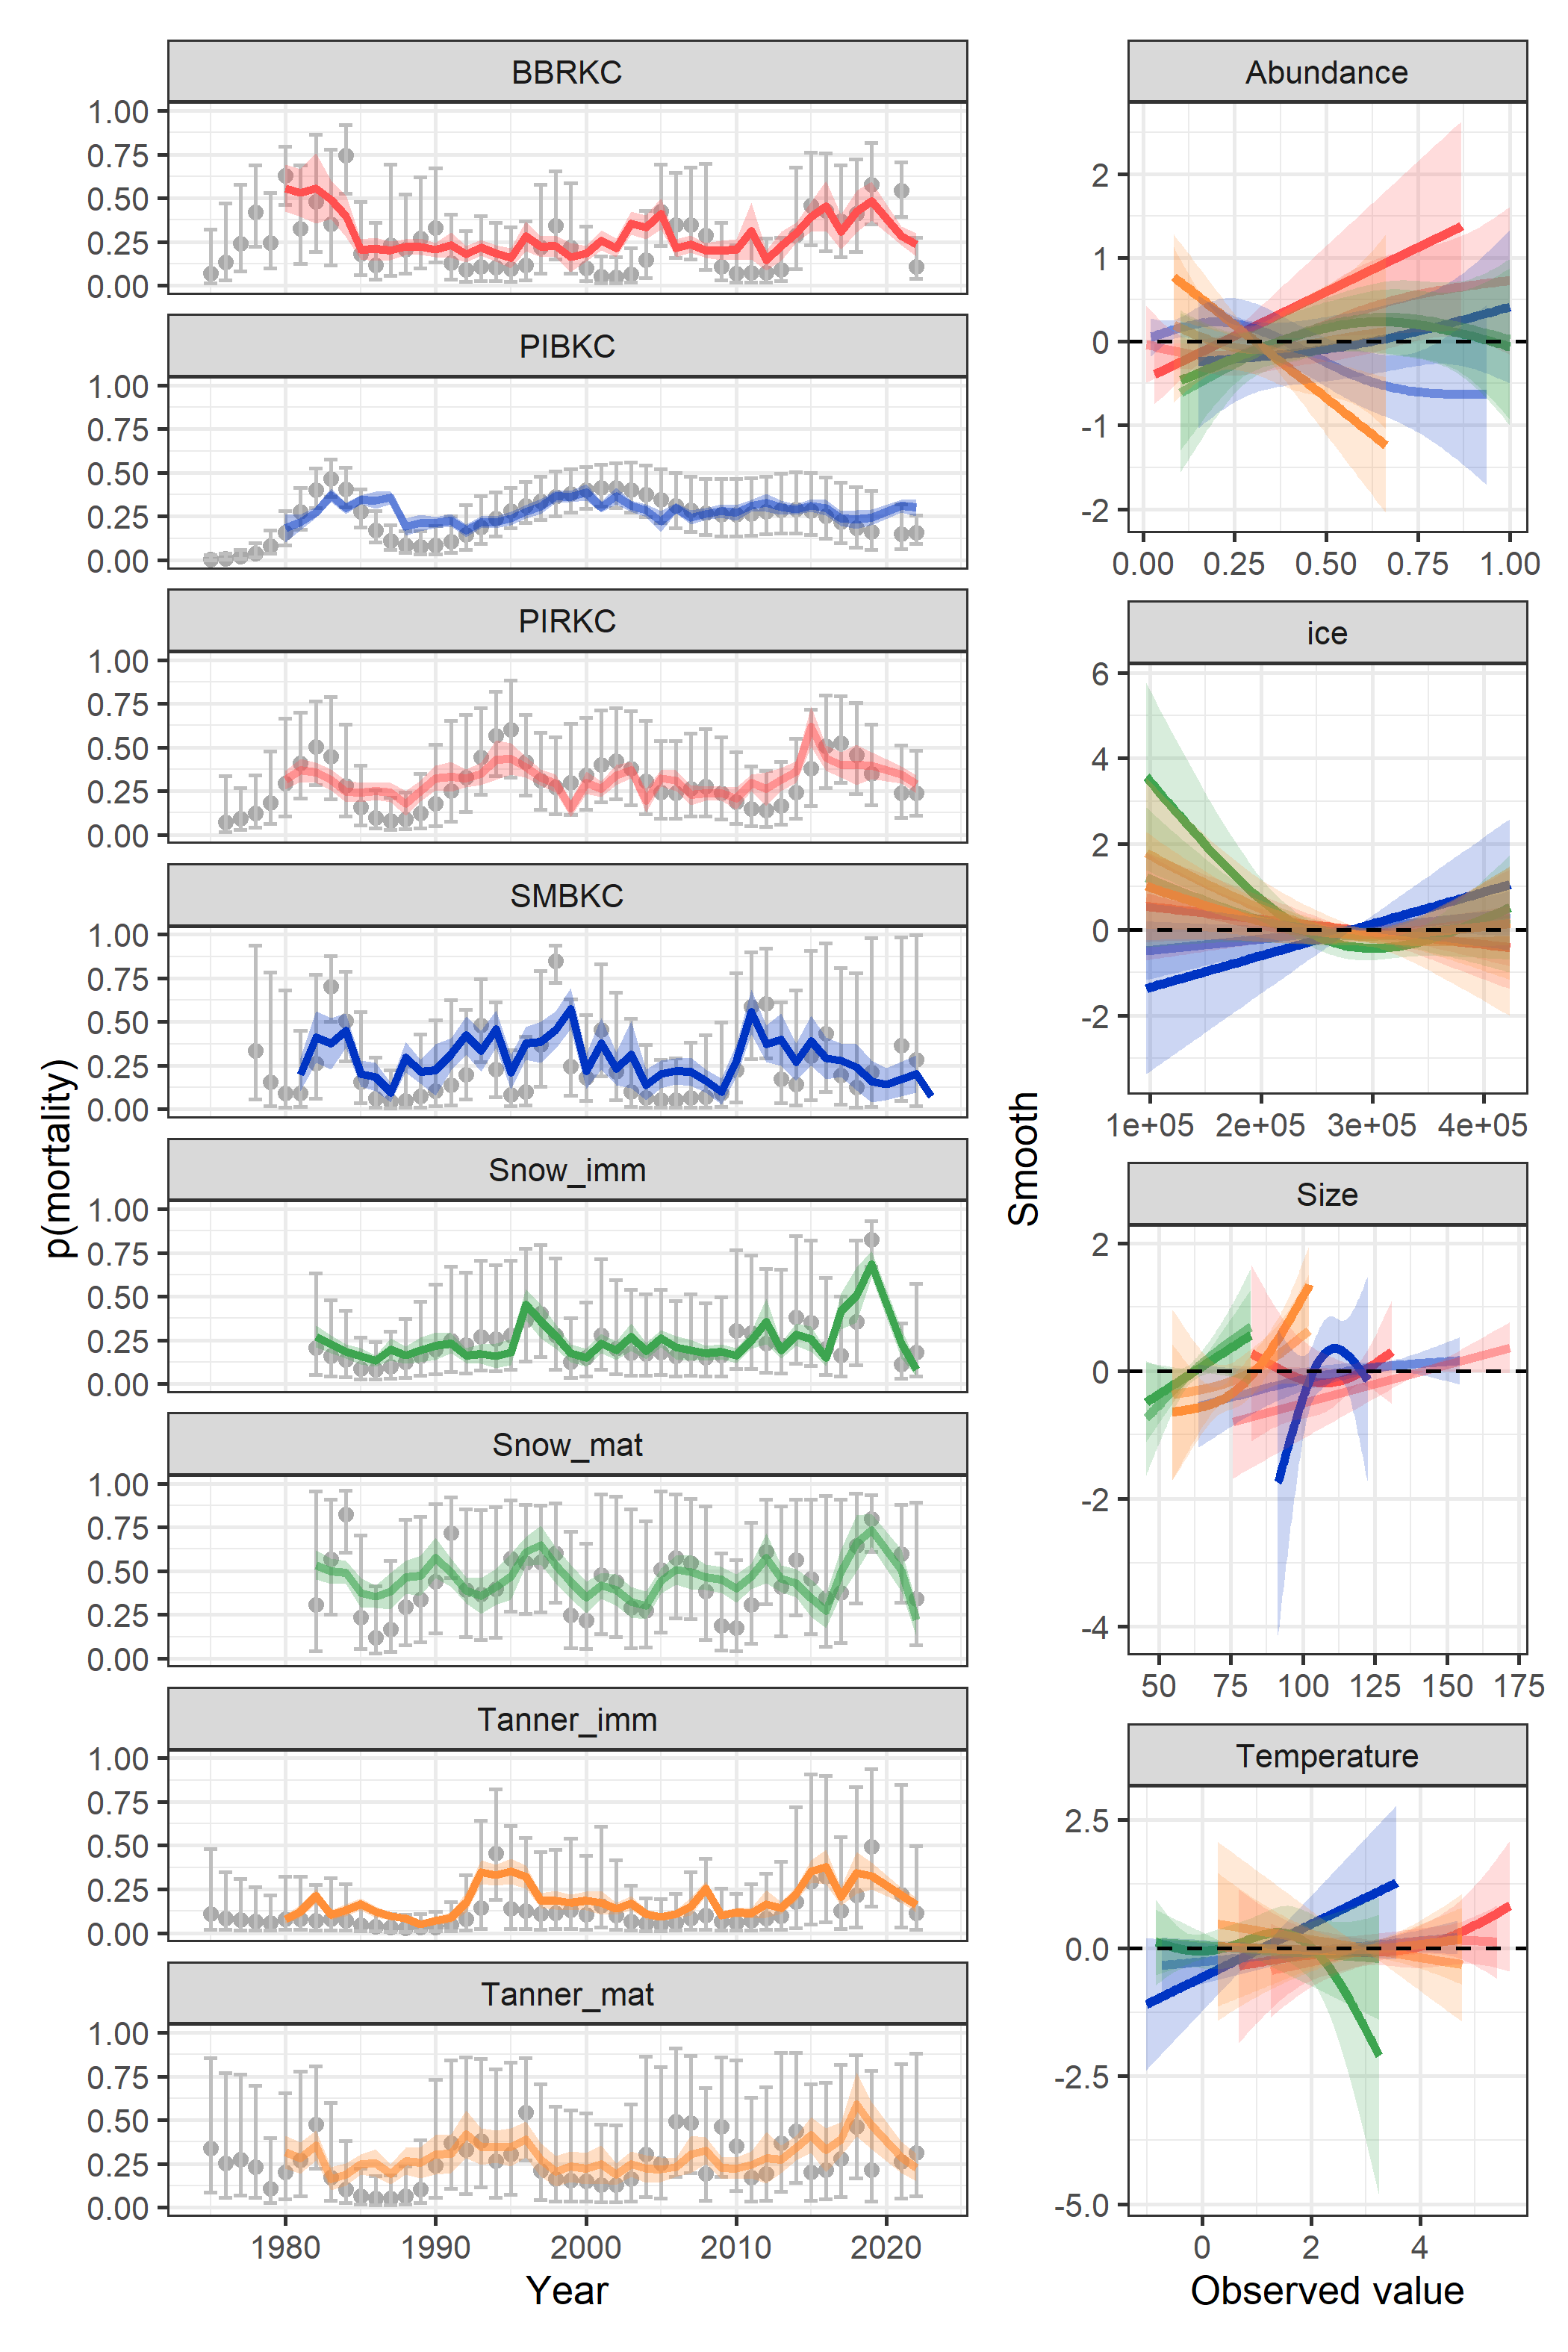 BBRKC
1.00
0.75
0.50
0.25
0.00
PIBKC
1.00
0.75
0.50
0.25
0.00
PIRKC
1.00
0.75
0.50
0.25
0.00
SMBKC
1.00
0.75
0.50
0.25
0.00
Snow_imm
1.00
0.75
0.50
0.25
0.00
Snow_mat
1.00
0.75
0.50
0.25
0.00
Tanner_imm
1.00
0.75
0.50
0.25
0.00
Tanner_mat
1.00
0.75
0.50
0.25
0.00
1980 1990 2000 2010 2020
Year
p(mortality)
Abundance
2
1
0
-1
-2
0.00 0.25 0.50 0.75 1.00
ice
6
4
2
0
-2
1e+05 2e+05 3e+05 4e+05
Size
2
0
-2
-4
50 75 100 125 150 175
Temperature
2.5
0.0
-2.5
-5.0
0 2 4
Observed value
Smooth